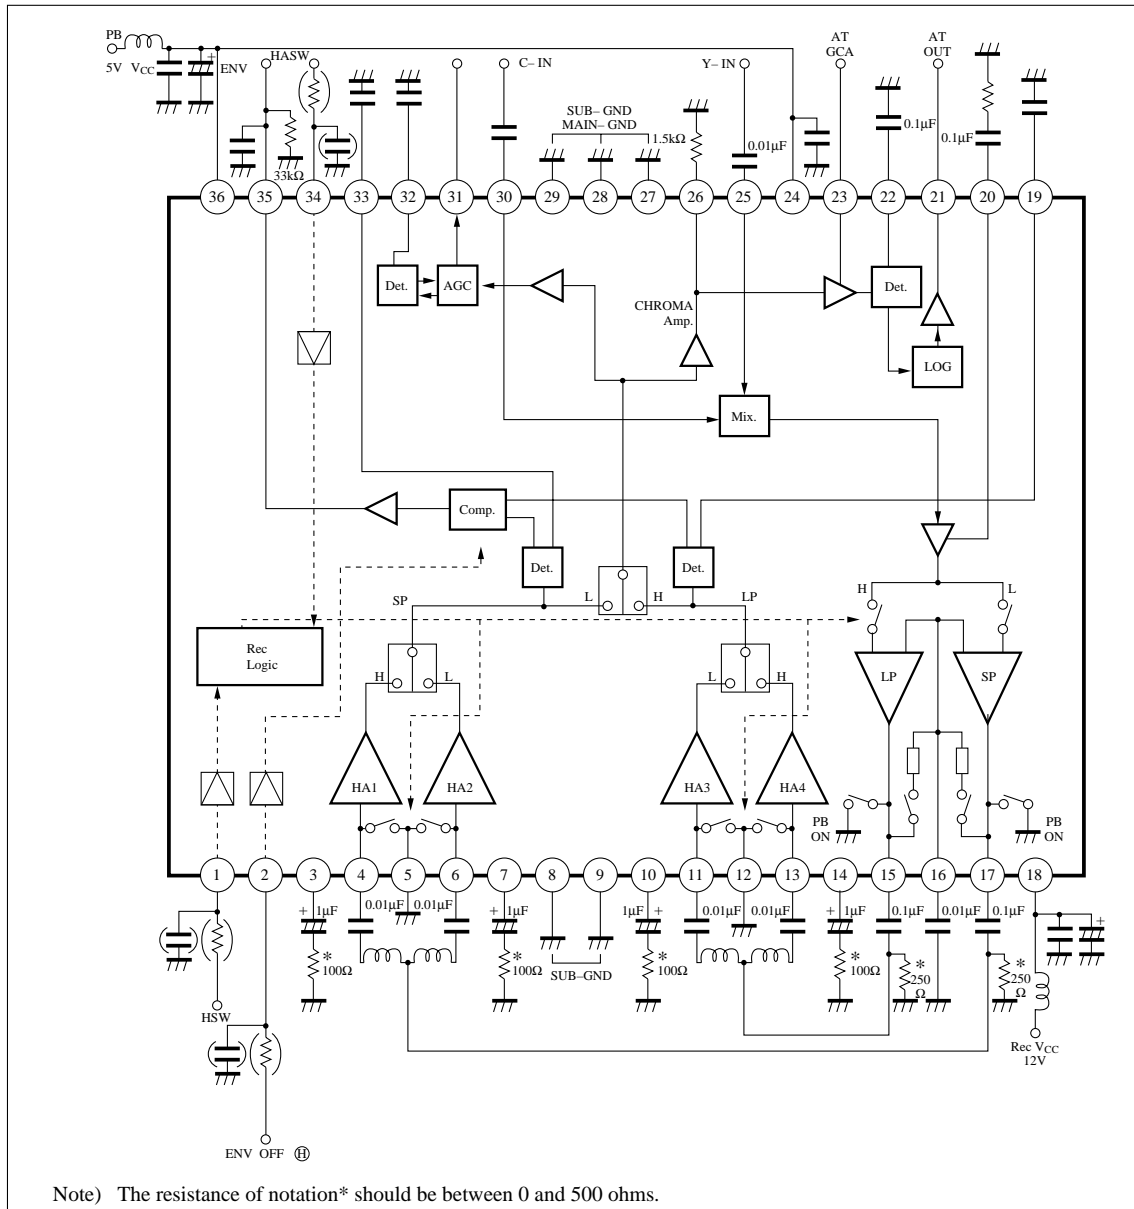 PB
5V VCC
ENV
HASW
C– IN
Y– IN
AT
GCA
AT
OUT
SUB– GND
MAIN– GND
1.5kΩ
0.01µF
0.1µF
0.1µF
33kΩ
36 35 34 33 32 31 30 29 28 27 26 25 24 23 22 21 20 19
Det.
AGC
CHROMA
Amp.
Det.
LOG
Mix.
Comp.
Det.
Det.
SP
L
H
LP
H
L
Rec
Logic
H
L
L
H
LP
SP
HA1
HA2
HA3
HA4
PB
ON
PB
ON
1 2 3 4 5 6 7 8 9 10 11 12 13 14 15 16 17 18
+ 1µF
0.01µF
0.01µF
+ 1µF
1µF +
0.01µF
0.01µF
+ 1µF
0.1µF
0.01µF
0.1µF
+
*
100Ω
*
100Ω
SUB–GND
*
100Ω
*
100Ω
*
250
Ω
*
250
Ω
HSW
Rec VCC
12V
ENV OFF Ⓗ
Note) The resistance of notation* should be between 0 and 500 ohms.